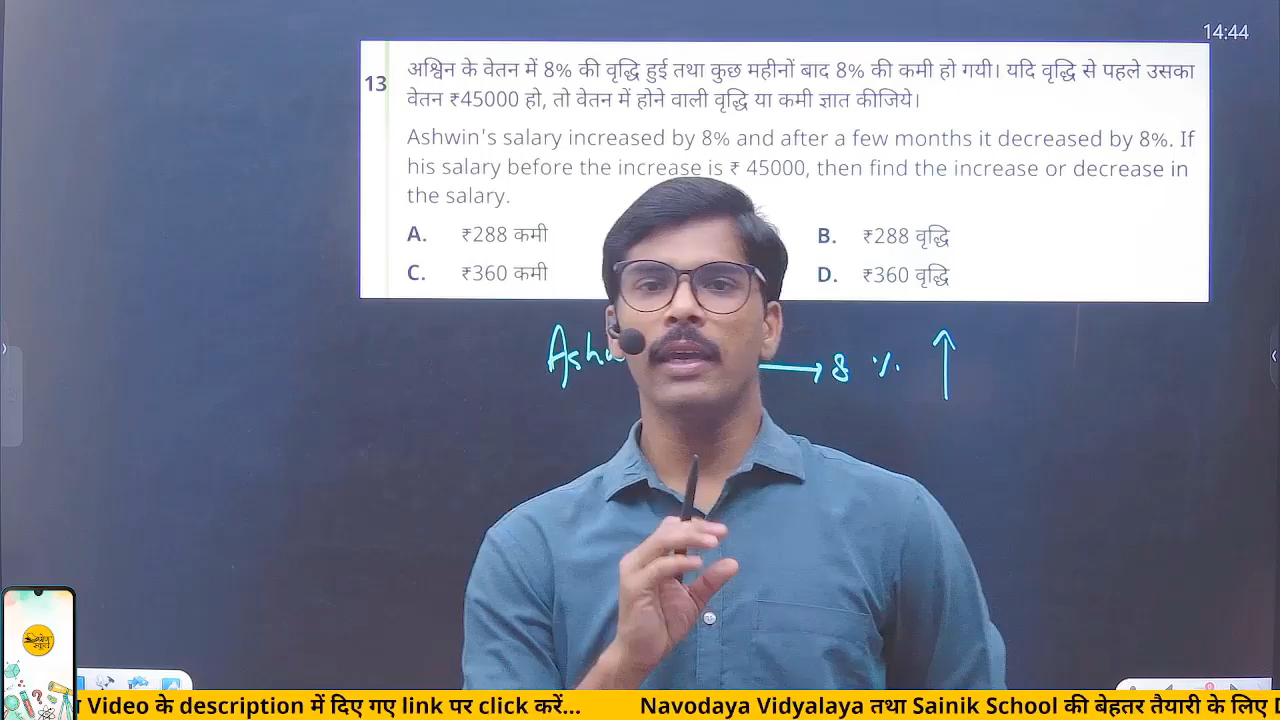 14:44
13
अश्विन के वेतन में 8% की वृद्धि हुई तथा कुछ महीनों बाद 8% की कमी हो गयी। यदि वृद्धि से पहले उसका
वेतन ₹45000 हो, तो वेतन में होने वाली वृद्धि या कमी ज्ञात कीजिये।
Ashwin's salary increased by 8% and after a few months it decreased by 8%. If
his salary before the increase is ₹ 45000, then find the increase or decrease in
the salary.
A. ₹288 कमी B. ₹288 वृद्धि
C. ₹360 कमी D. ₹360 वृद्धि
8 %
Video के description में दिए गए link पर click करें... Navodaya Vidyalaya तथा Sainik School की बेहतर तैयारी के लिए